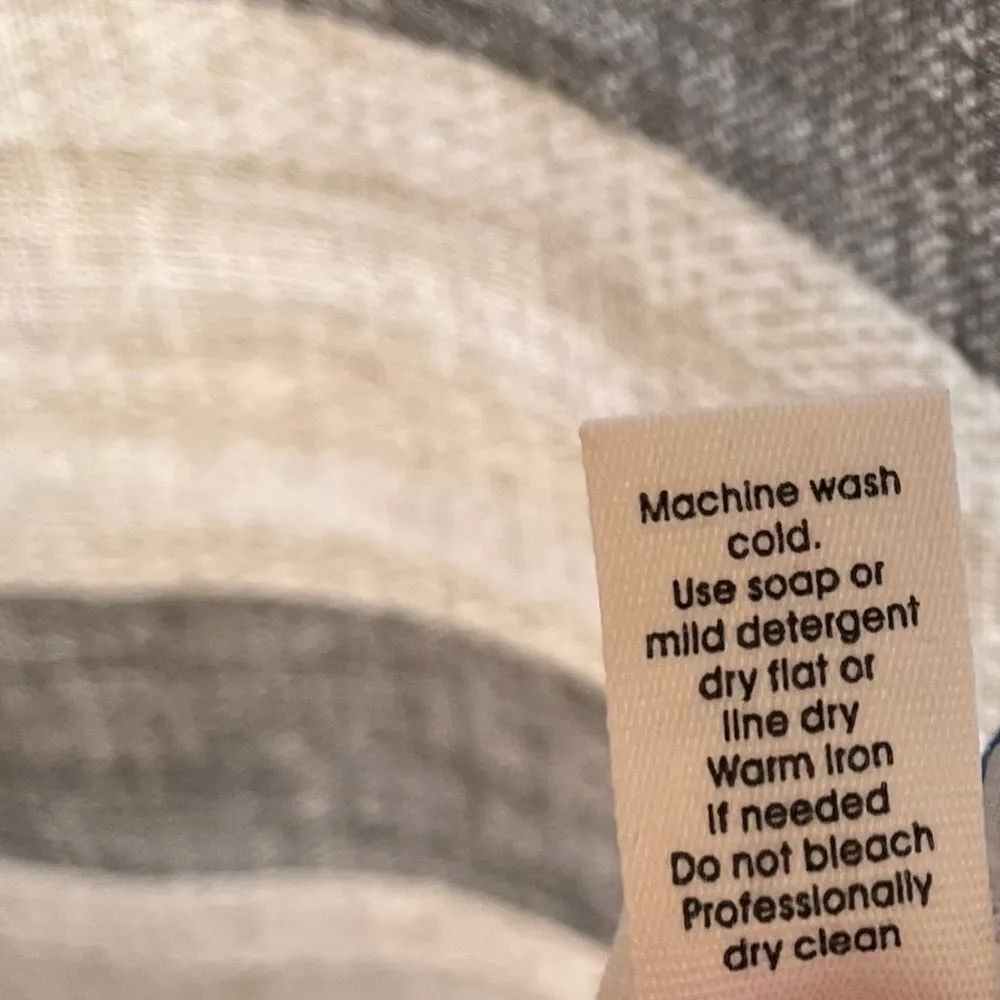 Machine wash
cold.
Use soap or
mild detergent
dry flat or
line dry
Warm Iron
If needed
Do not bleach
Professionally
dry clean